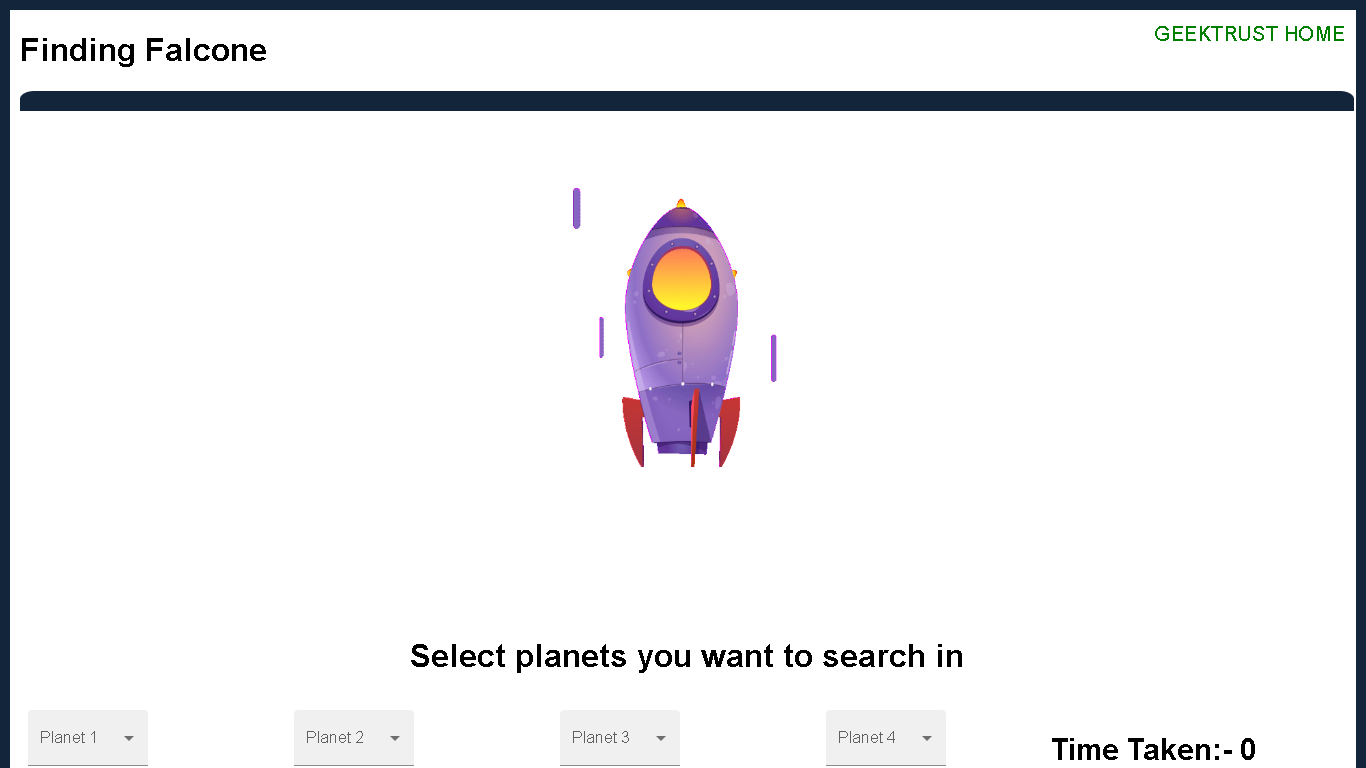 Finding Falcone
GEEKTRUST HOME
Select planets you want to search in
Planet 1
Planet 2
Planet 3
Planet 4
Time Taken:- 0